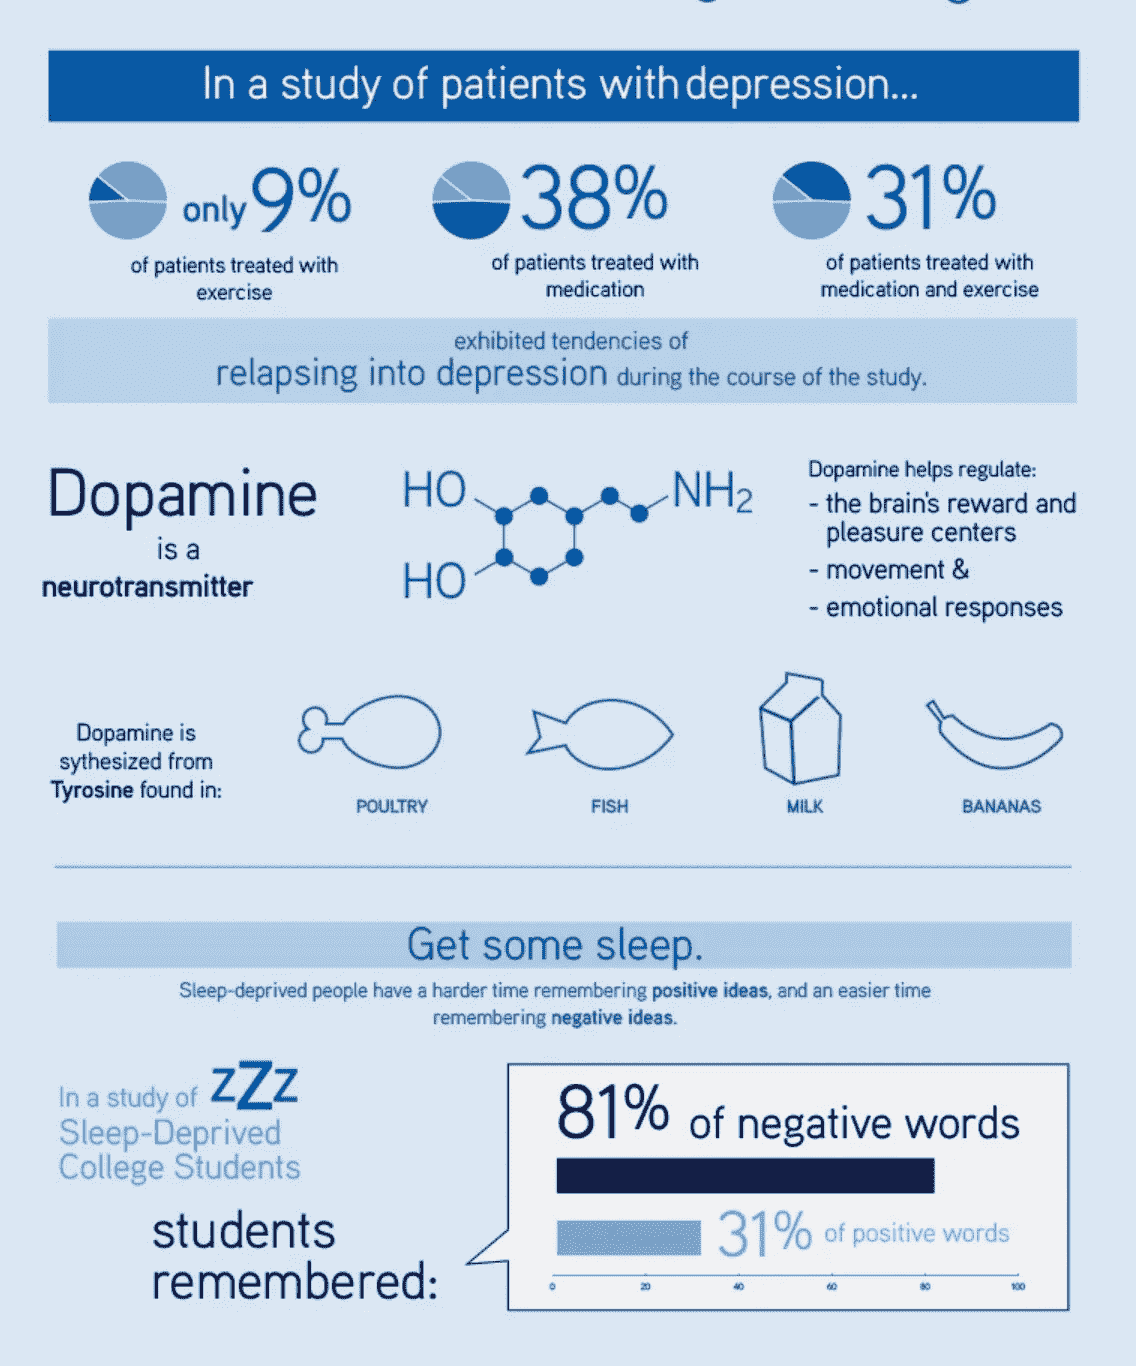 In a study of patients with depression...
only 9%
of patients treated with
exercise
38%
of patients treated with
medication
31%
of patients treated with
medication and exercise
exhibited tendencies of
relapsing into depression during the course of the study.
Dopamine
is a
neurotransmitter
HO
HO
NH2
Dopamine helps regulate:
- the brain's reward and
pleasure centers
- movement &
- emotional responses
Dopamine is
sythesized from
Tyrosine found in:
POULTRY
FISH
MILK
BANANAS
Get some sleep.
Sleep-deprived people have a harder time remembering positive ideas, and an easier time
remembering negative ideas.
In a study of zZz
Sleep-Deprived
College Students
students
remembered:
81% of negative words
31% of positive words
0 20 40 60 80 100